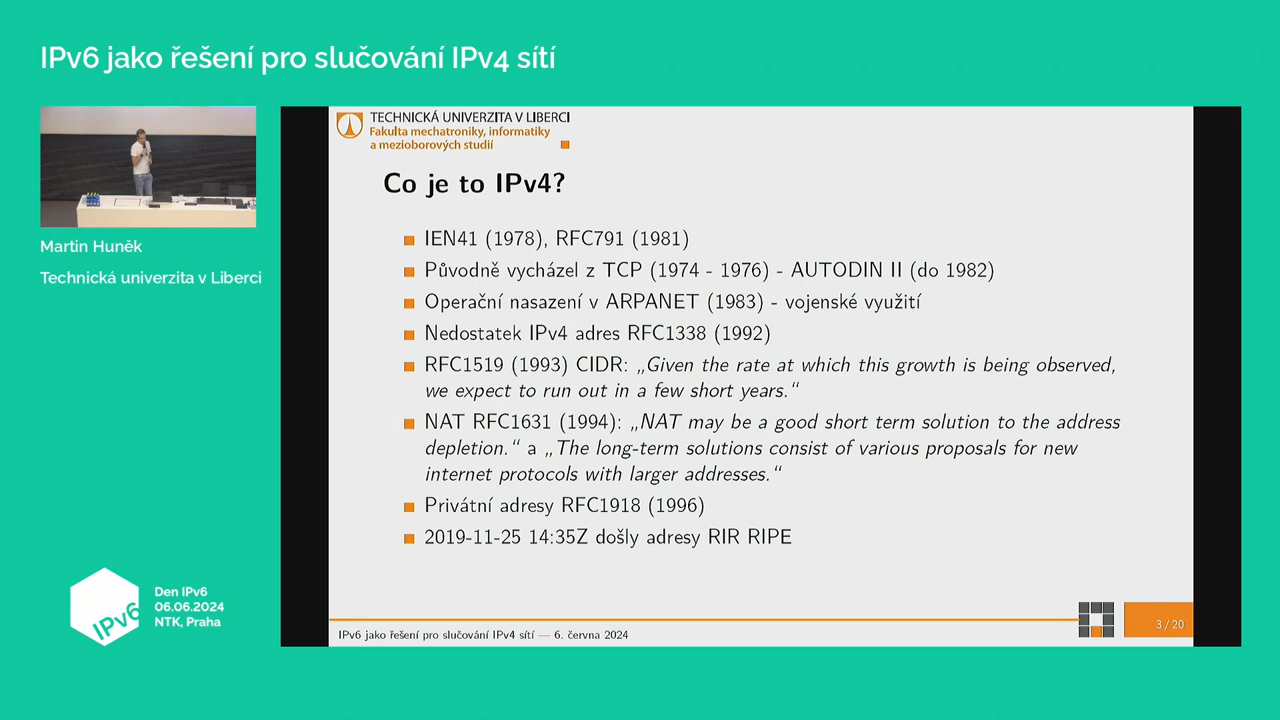 IPv6 jako řešení pro slučování IPv4 sítí
Martin Huněk
Technická univerzita v Liberci
TECHNICKÁ UNIVERZITA V LIBERCI
Fakulta mechatroniky, informatiky
a mezioborových studií
Co je to IPv4?
IEN41 (1978), RFC791 (1981)
Původně vycházel z TCP (1974 - 1976) - AUTODIN II (do 1982)
Operační nasazení v ARPANET (1983) - vojenské využití
Nedostatek IPv4 adres RFC1338 (1992)
RFC1519 (1993) CIDR: „Given the rate at which this growth is being observed,
we expect to run out in a few short years.“
NAT RFC1631 (1994): „NAT may be a good short term solution to the address
depletion.“ a „The long-term solutions consist of various proposals for new
internet protocols with larger addresses.“
Privátní adresy RFC1918 (1996)
2019-11-25 14:35Z došly adresy RIR RIPE
IPv6 jako řešení pro slučování IPv4 sítí — 6. června 2024
3 / 20
IPv6
Den IPv6
06.06.2024
NTK, Praha